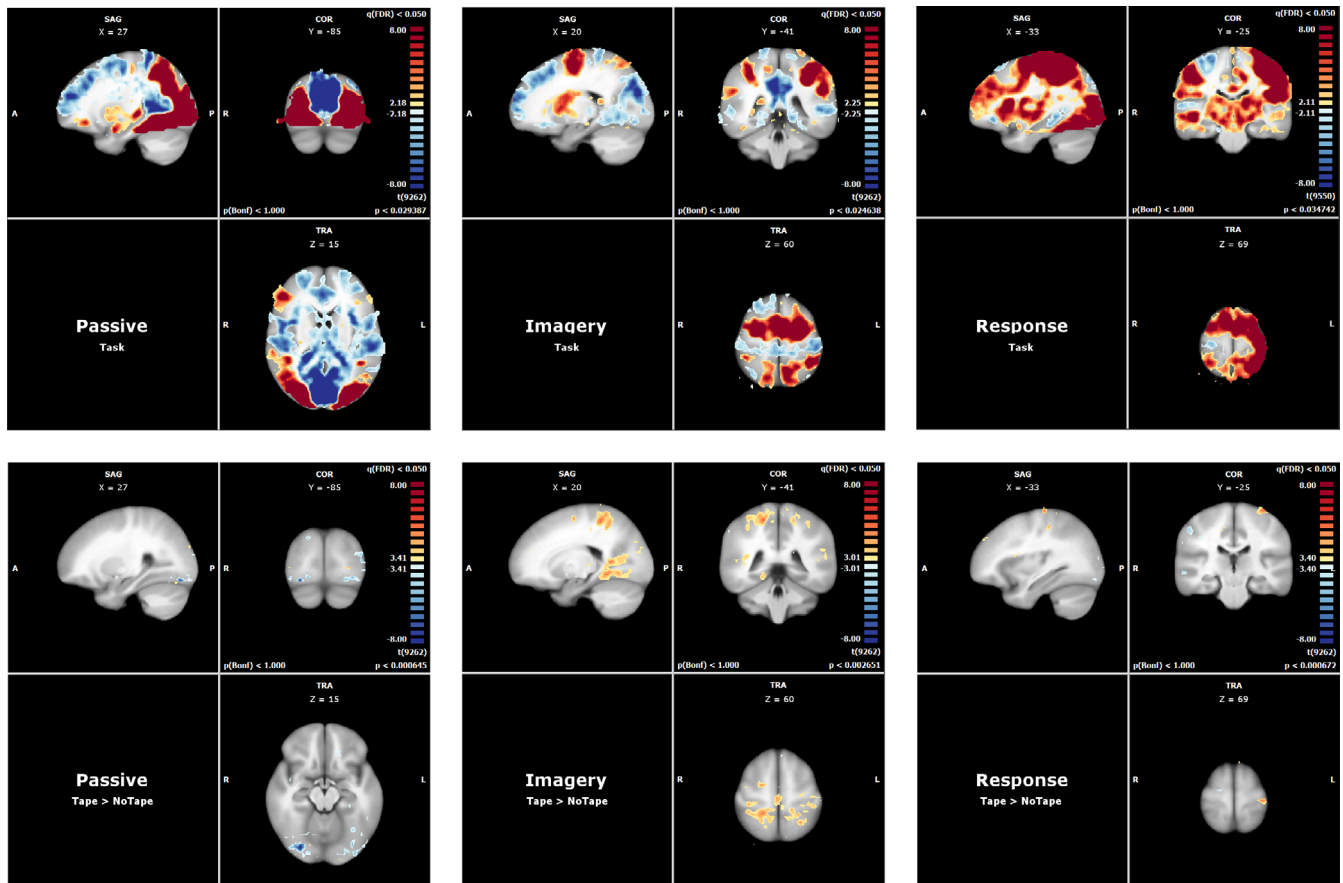 SAG
X = 27
A
P
COR
Y = -85
R
q(FDR) < 0.050
8.00
2.18
-2.18
-8.00
t(9262)
p(Bonf) < 1.000
p < 0.029387
Passive
Task
TRA
Z = 15
R
L
SAG
X = 20
A
P
COR
Y = -41
R
q(FDR) < 0.050
8.00
2.25
-2.25
-8.00
t(9262)
p(Bonf) < 1.000
p < 0.024638
Imagery
Task
TRA
Z = 60
R
L
SAG
X = -33
A
P
COR
Y = -25
R
q(FDR) < 0.050
8.00
2.11
-2.11
-8.00
t(9550)
p(Bonf) < 1.000
p < 0.034742
Response
Task
TRA
Z = 69
R
L
SAG
X = 27
A
P
COR
Y = -85
R
q(FDR) < 0.050
8.00
3.41
-3.41
-8.00
t(9262)
p(Bonf) < 1.000
p < 0.000645
Passive
Tape > NoTape
TRA
Z = 15
R
L
SAG
X = 20
A
P
COR
Y = -41
R
q(FDR) < 0.050
8.00
3.01
-3.01
-8.00
t(9262)
p(Bonf) < 1.000
p < 0.002651
Imagery
Tape > NoTape
TRA
Z = 60
R
L
SAG
X = -33
A
P
COR
Y = -25
R
q(FDR) < 0.050
8.00
3.40
-3.40
-8.00
t(9262)
p(Bonf) < 1.000
p < 0.000672
Response
Tape > NoTape
TRA
Z = 69
R
L